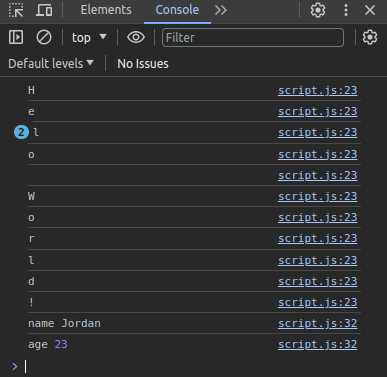 Elements Console
top Filter
Default levels No Issues
H script.js:23
e script.js:23
2 l script.js:23
o script.js:23
script.js:23
W script.js:23
o script.js:23
r script.js:23
l script.js:23
d script.js:23
! script.js:23
name Jordan script.js:32
age 23 script.js:32